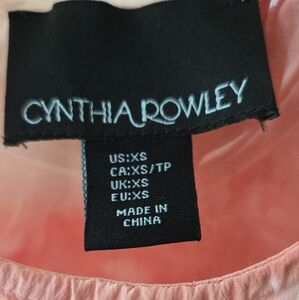 CYNTHIA ROWLEY
US:XS
CA:XS/TP
UK:XS
EU:XS
MADE IN
CHINA